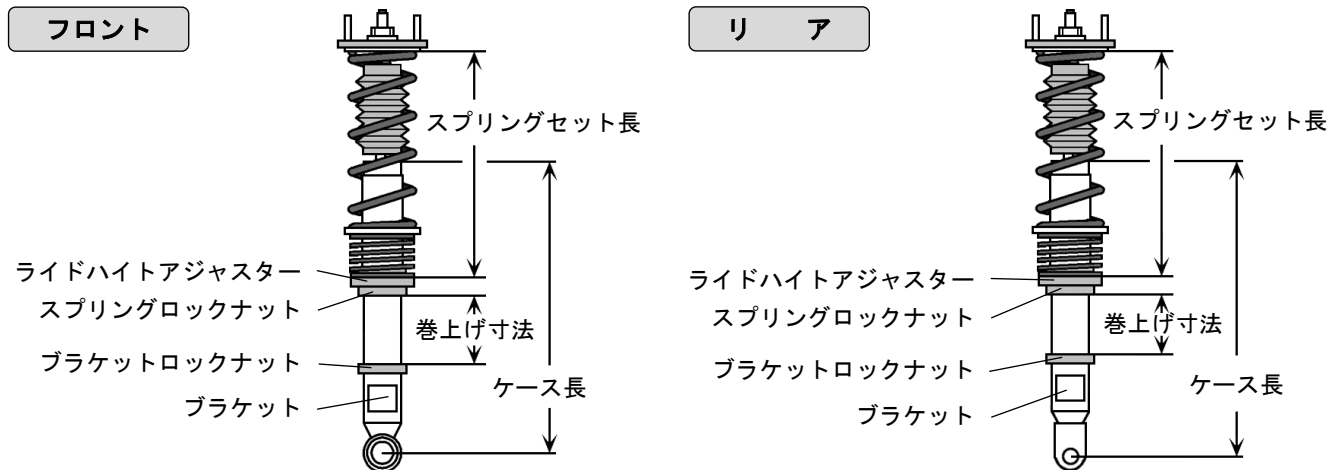 フロント
スプリングセット長
ライドハイトアジャスター
スプリングロックナット
巻上げ寸法
ブラケットロックナット
ケース長
ブラケット
リ ア
スプリングセット長
ライドハイトアジャスター
スプリングロックナット
巻上げ寸法
ブラケットロックナット
ケース長
ブラケット